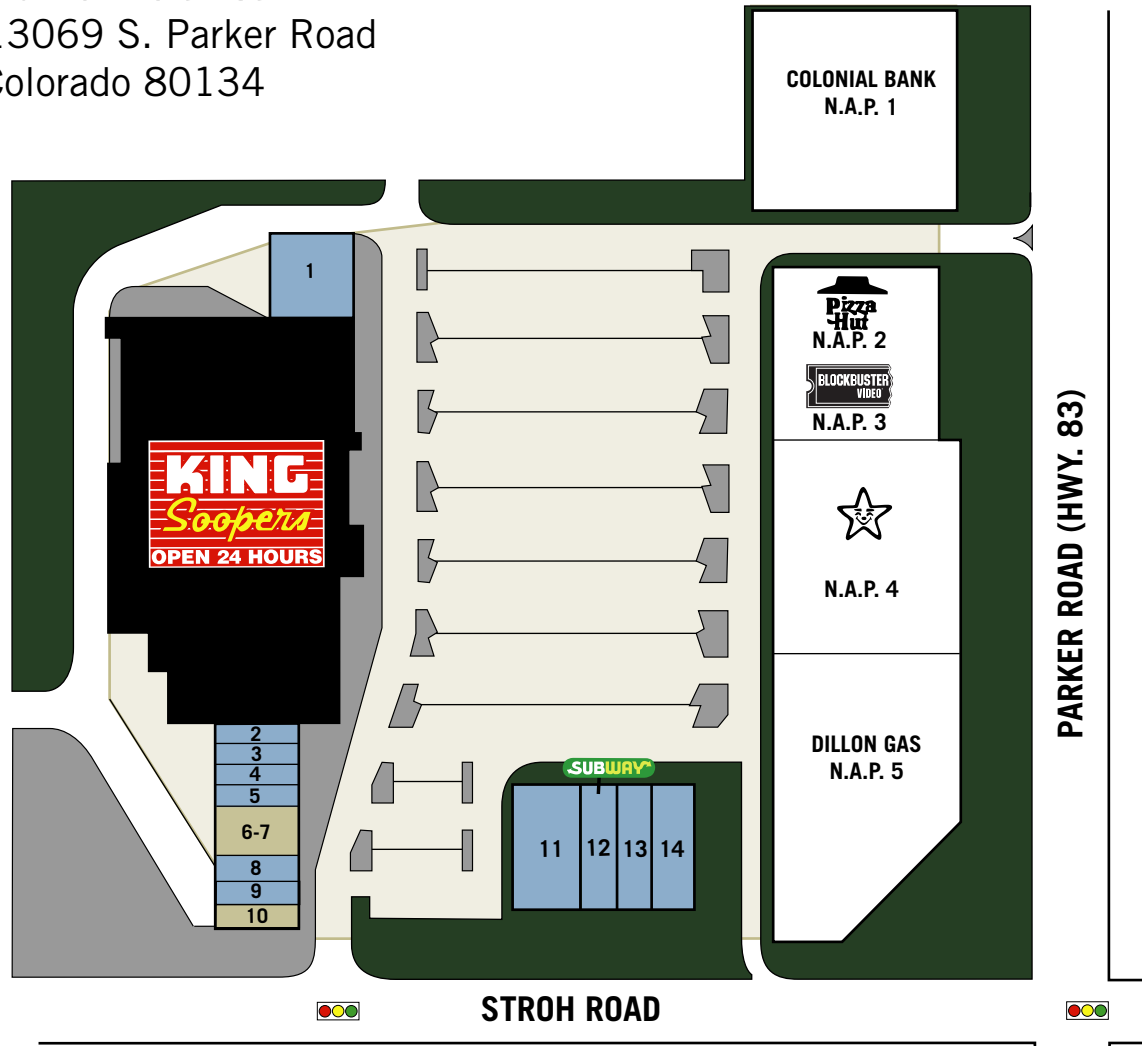 13069 S. Parker Road
Colorado 80134
COLONIAL BANK
N.A.P. 1
1
Pizza
Hut
N.A.P. 2
BLOCKBUSTER
VIDEO
N.A.P. 3
KING
Soopers
OPEN 24 HOURS
N.A.P. 4
PARKER ROAD (HWY. 83)
2
3
4
5
6-7
8
9
10
SUBWAY
11
12
13
14
DILLON GAS
N.A.P. 5
STROH ROAD